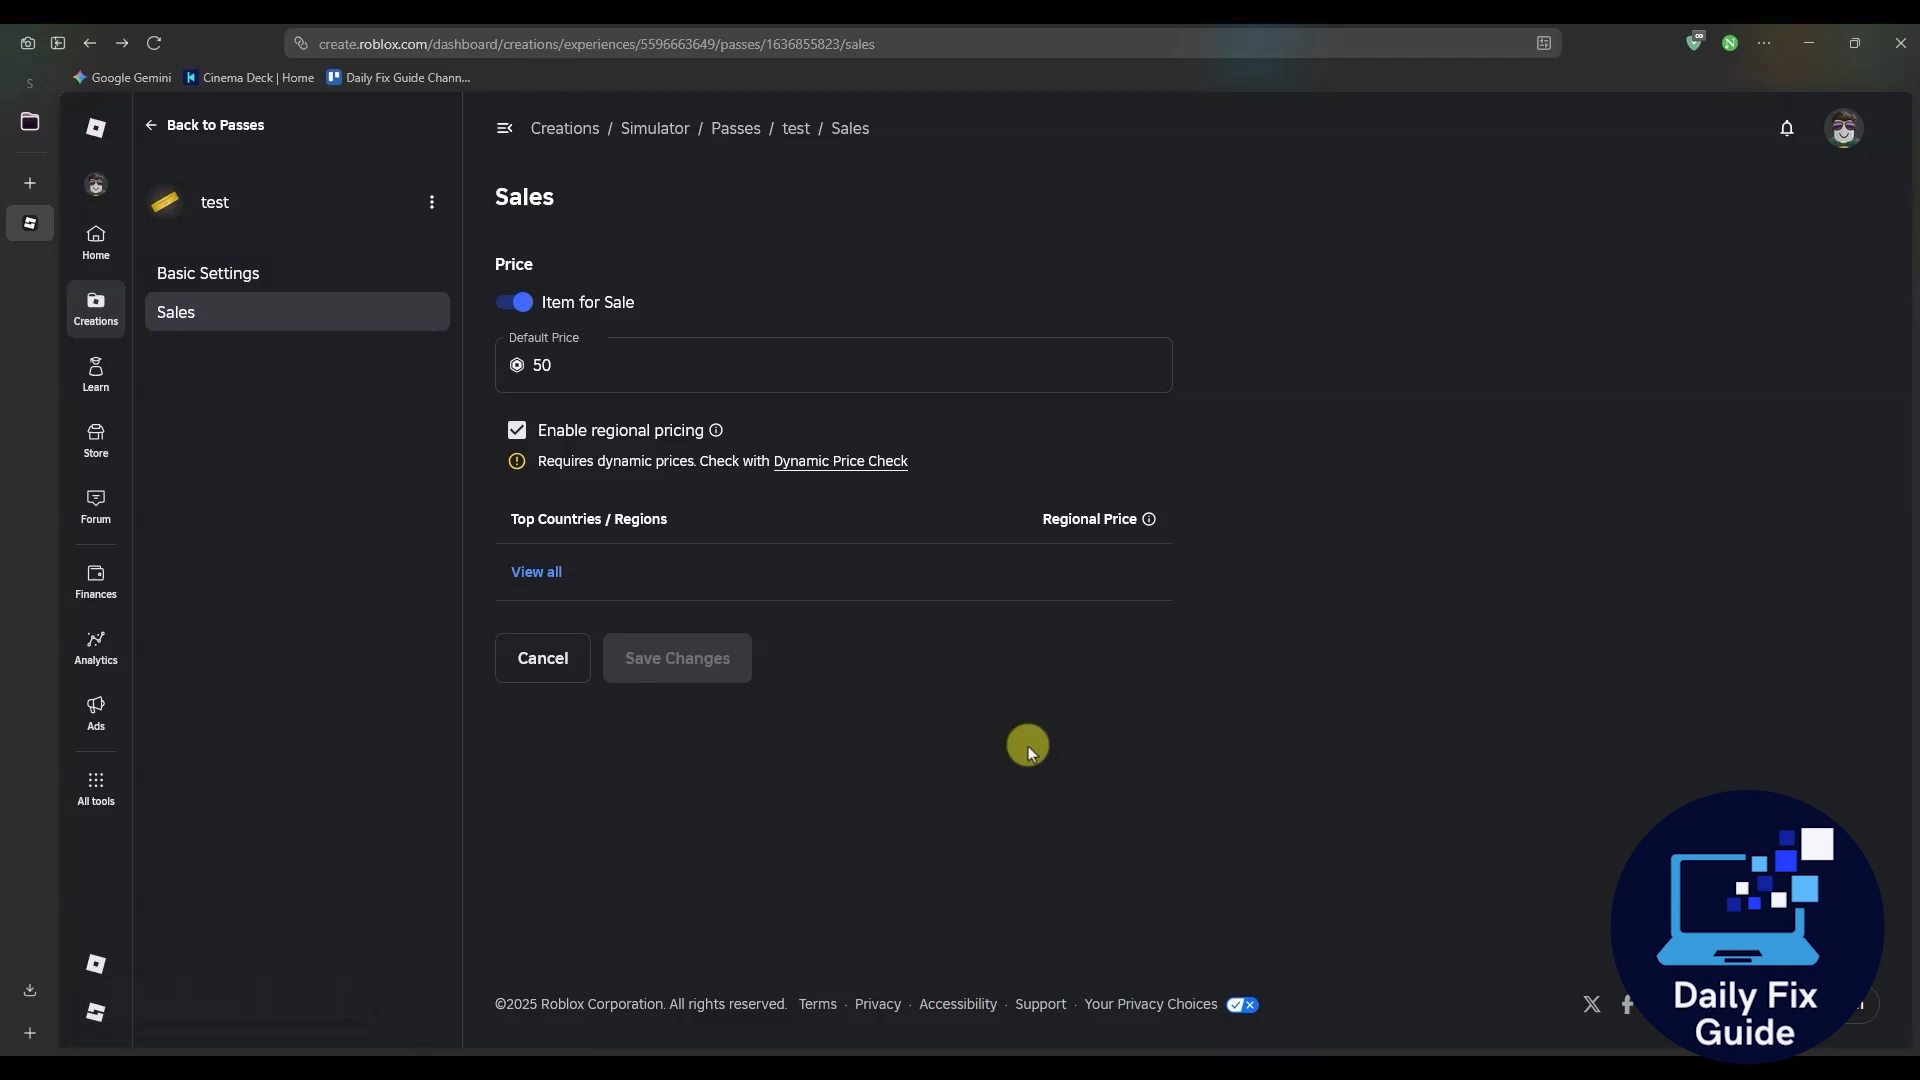 create.roblox.com/dashboard/creations/experiences/5596663649/passes/1636855823/sales
Google Gemini
Cinema Deck | Home
Daily Fix Guide Chann...
S
Back to Passes
Creations / Simulator / Passes / test / Sales
test
Sales
Home
Price
Basic Settings
Item for Sale
Creations
Sales
Default Price
50
Learn
Enable regional pricing
Store
Requires dynamic prices. Check with Dynamic Price Check
Forum
Top Countries / Regions
Regional Price
View all
Finances
Cancel
Save Changes
Analytics
Ads
All tools
©2025 Roblox Corporation. All rights reserved. Terms · Privacy · Accessibility · Support · Your Privacy Choices
Daily Fix
Guide